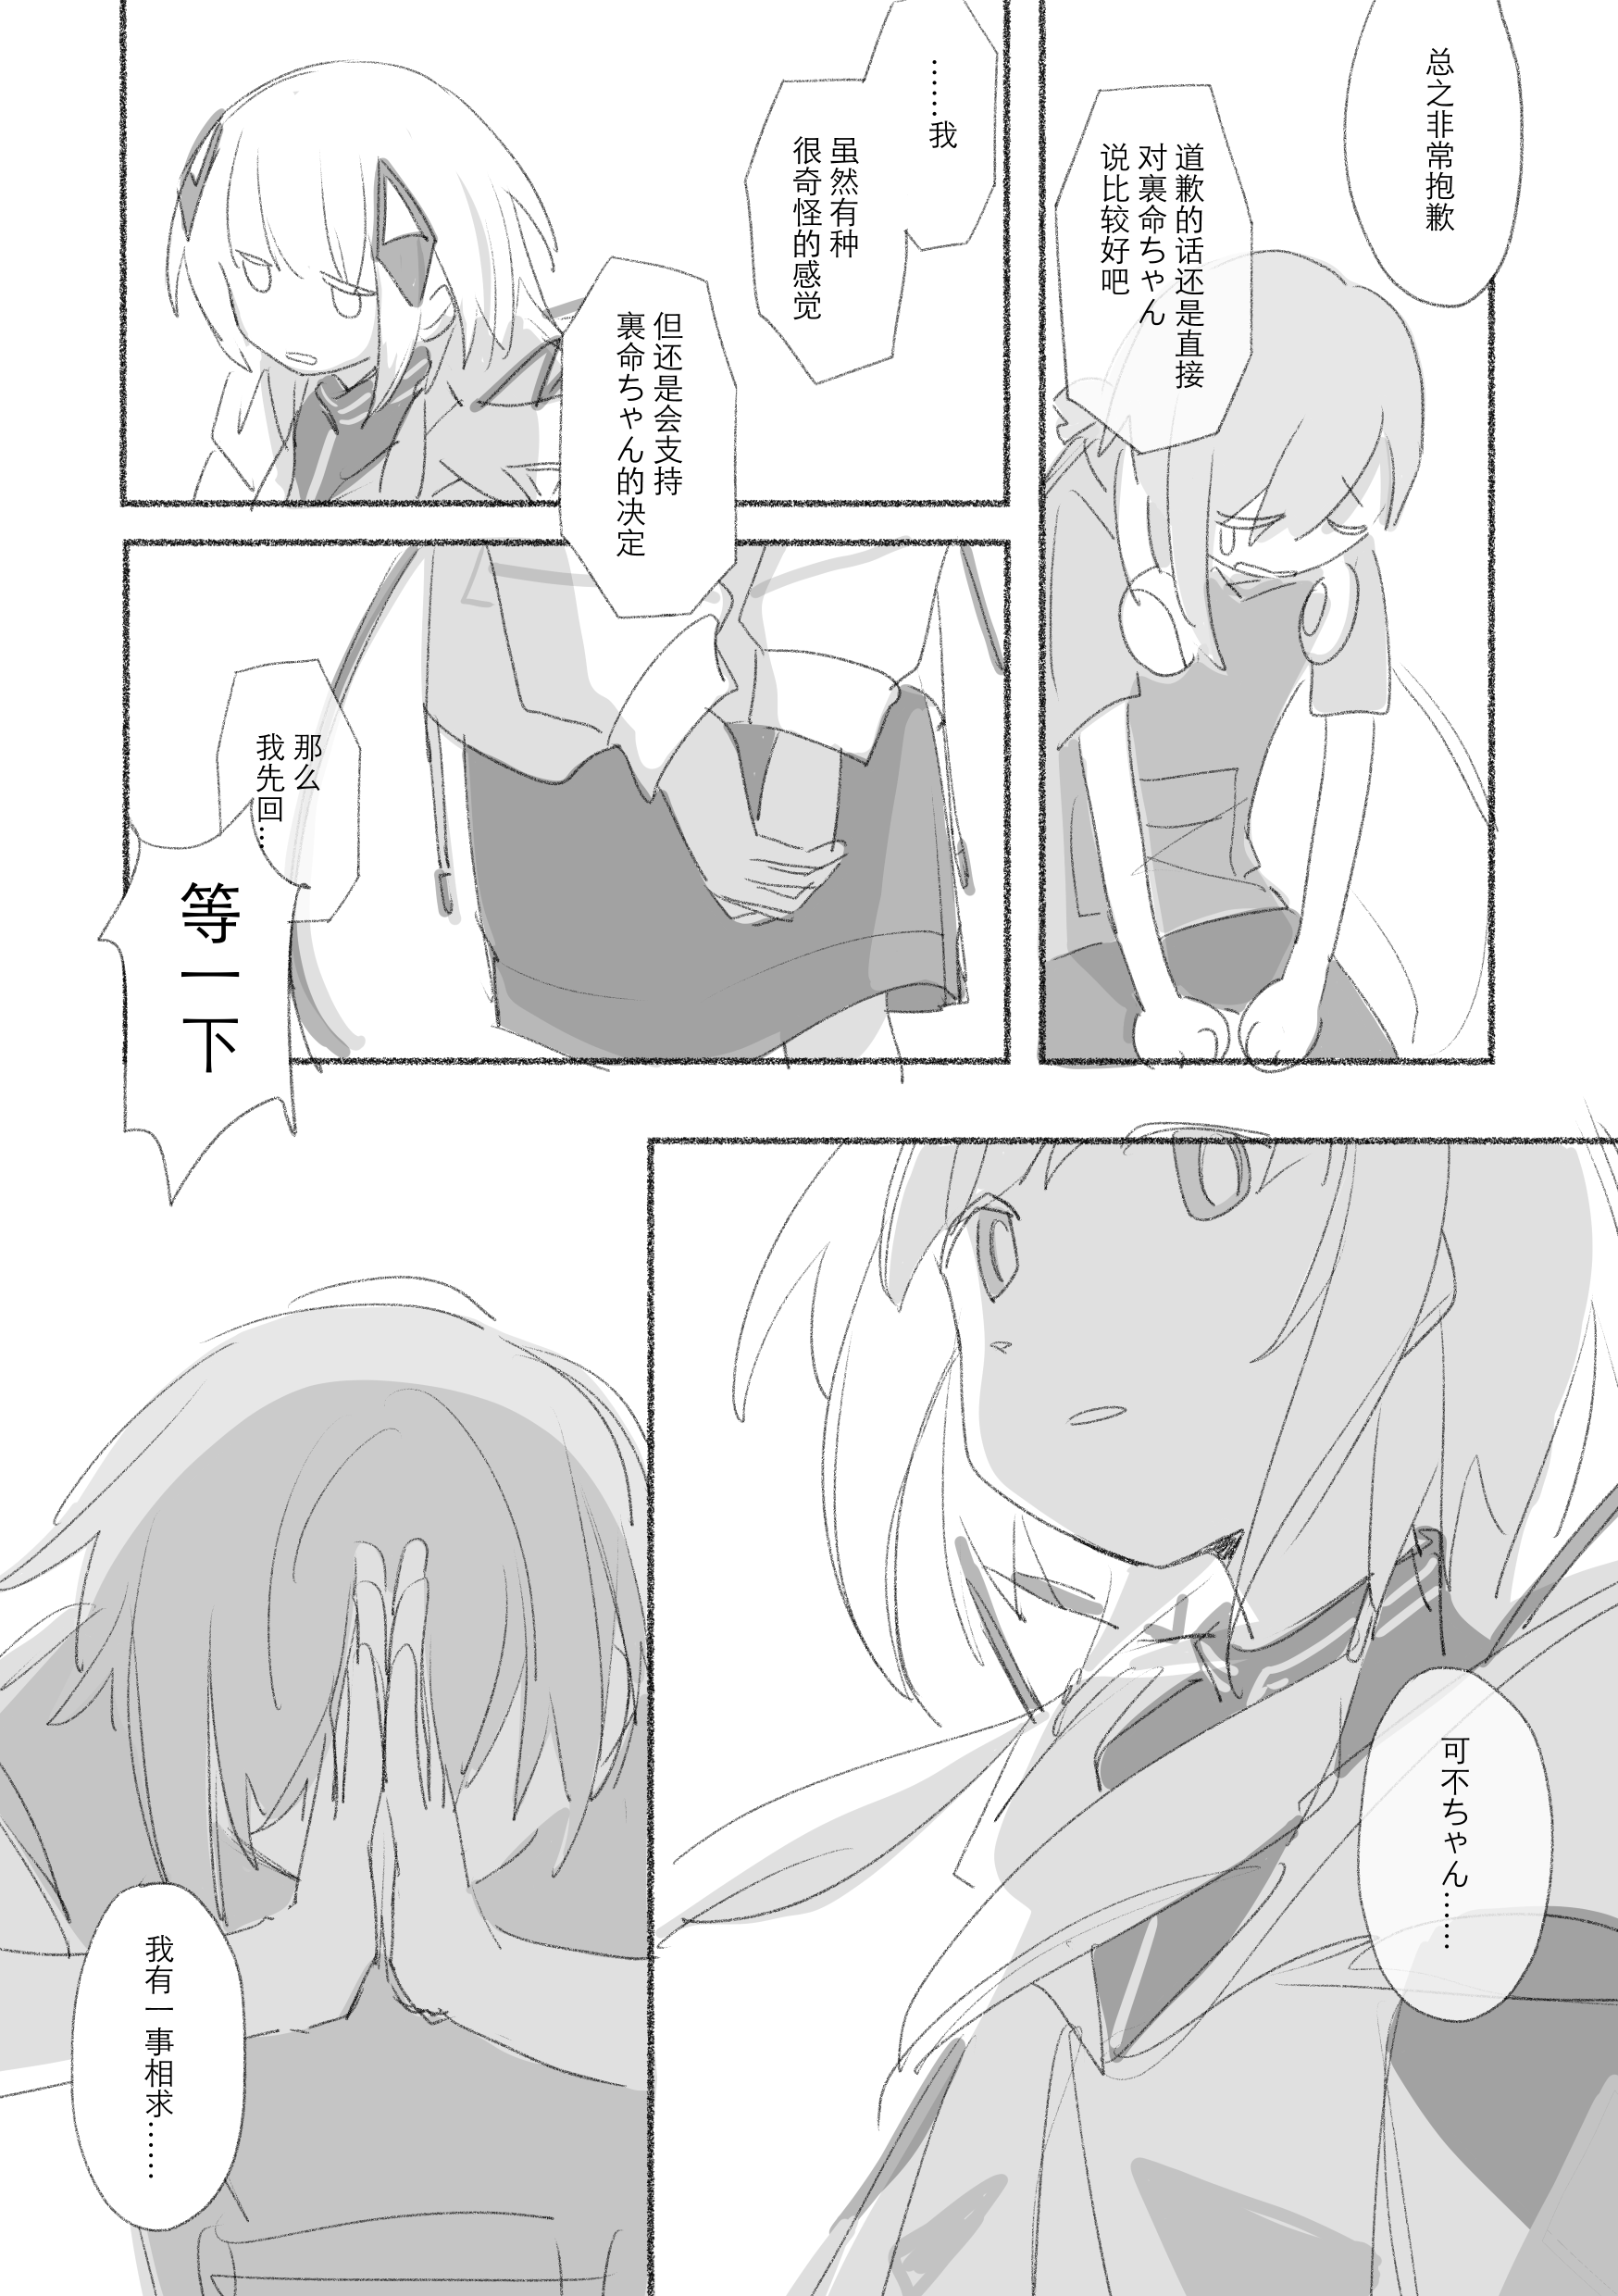 总之非常抱歉
道歉的话还是直接
对裏命ちゃん
说比较好吧
……我
虽然有种
很奇怪的感觉
但还是会支持
裏命ちゃん的决定
那么
我先回…
等一下
可不ちゃん……
我有一事相求……